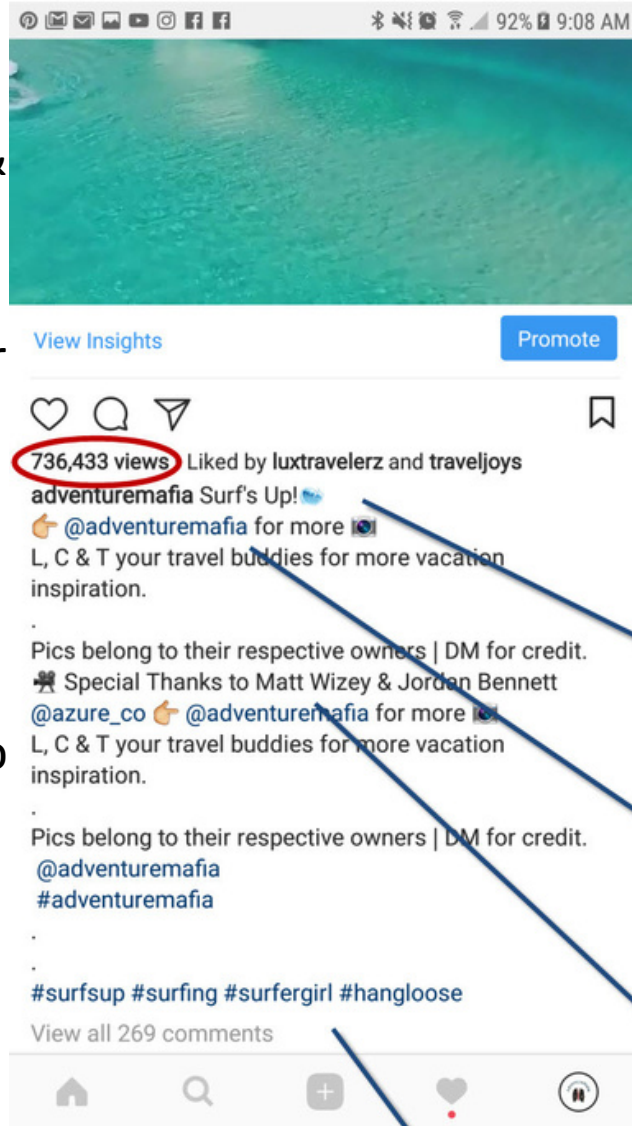 92% 9:08 AM
&
View Insights
Promote
736,433 views Liked by luxtravelerz and traveljoys
adventuremafia Surf's Up!🐳
👉 @adventuremafia for more 📷
L, C & T your travel buddies for more vacation
inspiration.
.
Pics belong to their respective owners | DM for credit.
🎥 Special Thanks to Matt Wizey & Jordan Bennett
@azure_co 👉 @adventuremafia for more 📷
L, C & T your travel buddies for more vacation
inspiration.
.
Pics belong to their respective owners | DM for credit.
@adventuremafia
#adventuremafia
.
.
#surfsup #surfing #surfergirl #hangloose
View all 269 comments